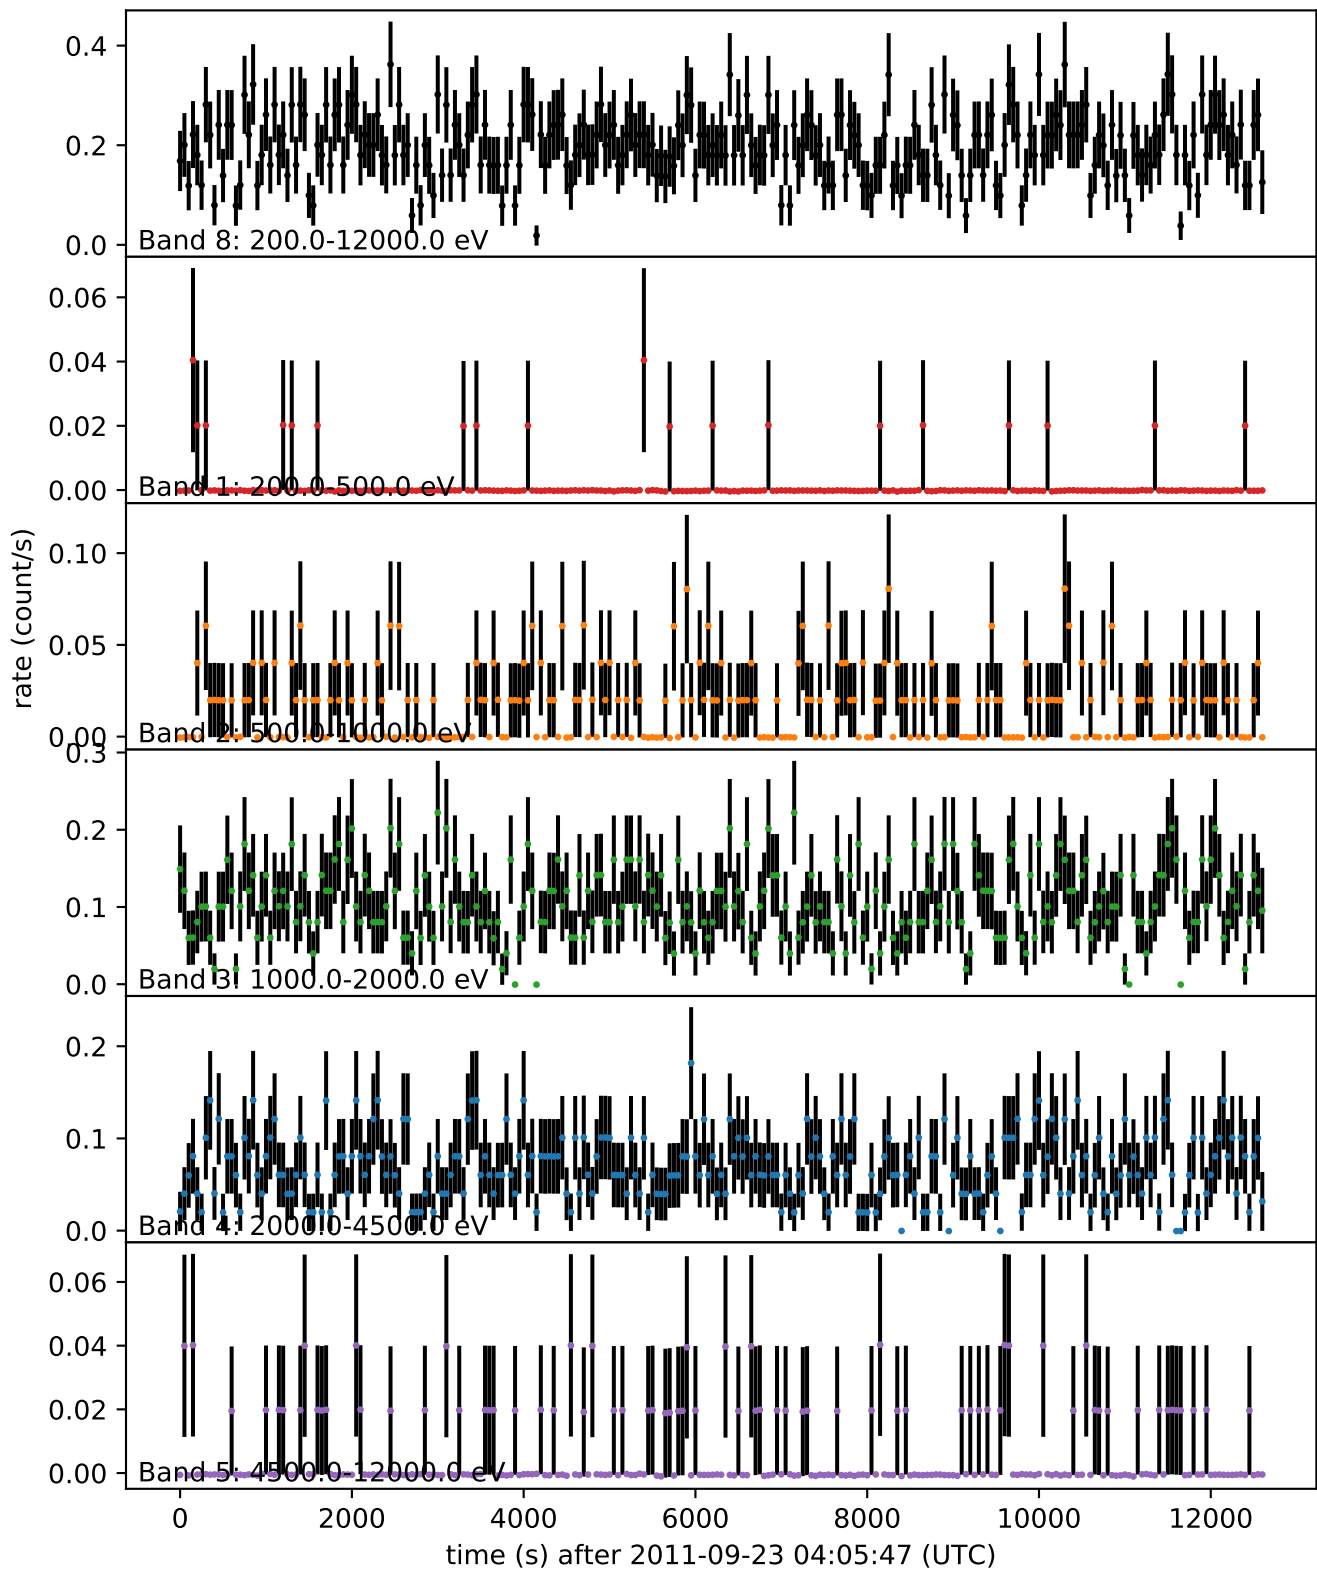 0.4
0.2
0.0
Band 8: 200.0-12000.0 eV
0.06
0.04
0.02
0.00
Band 1: 200.0-500.0 eV
0.10
0.05
0.00
Band 2: 500.0-1000.0 eV
rate (count/s)
0.3
0.2
0.1
0.0
Band 3: 1000.0-2000.0 eV
0.2
0.1
0.0
Band 4: 2000.0-4500.0 eV
0.06
0.04
0.02
0.00
Band 5: 4500.0-12000.0 eV
0 2000 4000 6000 8000 10000 12000
time (s) after 2011-09-23 04:05:47 (UTC)